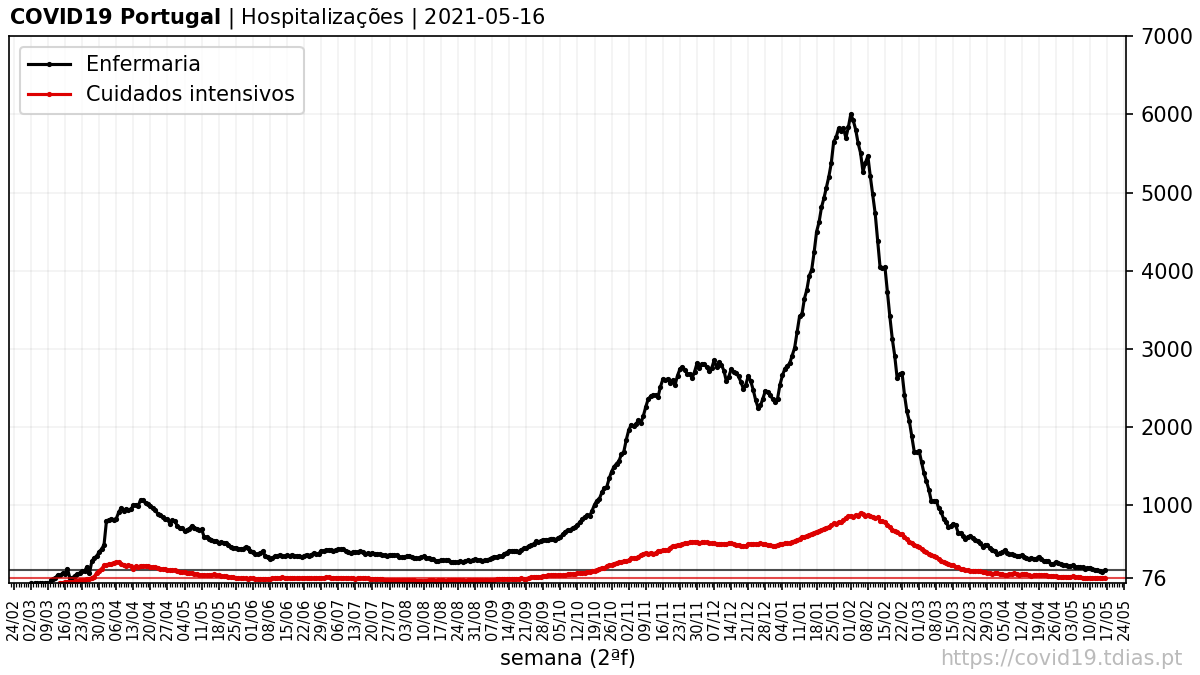 COVID19 Portugal | Hospitalizações | 2021-05-16
Enfermaria
Cuidados intensivos
7000
6000
5000
4000
3000
2000
1000
76
24/02 02/03 09/03 16/03 23/03 30/03 06/04 13/04 20/04 27/04 04/05 11/05 18/05 25/05 01/06 08/06 15/06 22/06 29/06 06/07 13/07 20/07 27/07 03/08 10/08 17/08 24/08 31/08 07/09 14/09 21/09 28/09 05/10 12/10 19/10 26/10 02/11 09/11 16/11 23/11 30/11 07/12 14/12 21/12 28/12 04/01 11/01 18/01 25/01 01/02 08/02 15/02 22/02 01/03 08/03 15/03 22/03 29/03 05/04 12/04 19/04 26/04 03/05 10/05 17/05 24/05
semana (2ªf)
https://covid19.tdias.pt